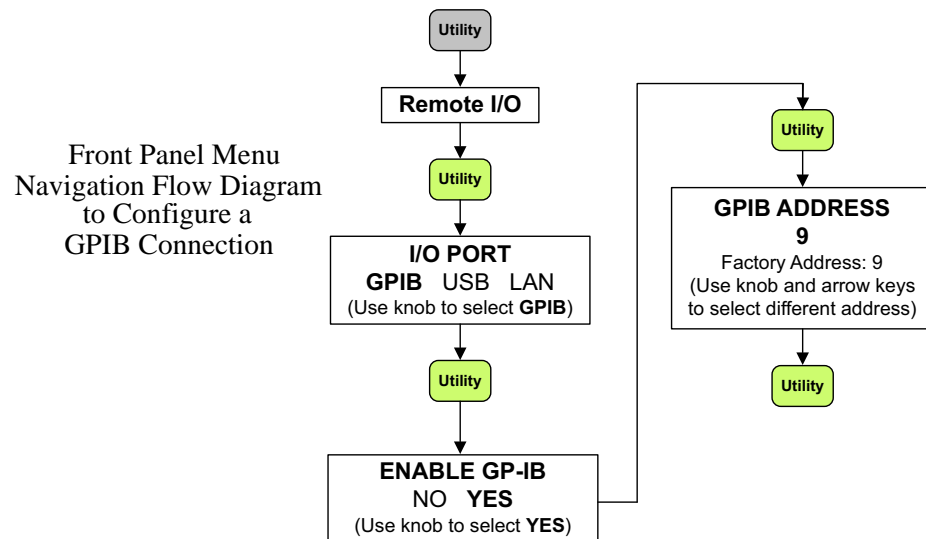 Front Panel Menu
Navigation Flow Diagram
to Configure a
GPIB Connection
Utility
Remote I/O
Utility
I/O PORT
GPIB USB LAN
(Use knob to select GPIB)
Utility
ENABLE GP-IB
NO YES
(Use knob to select YES)
Utility
GPIB ADDRESS
9
Factory Address: 9
(Use knob and arrow keys
to select different address)
Utility